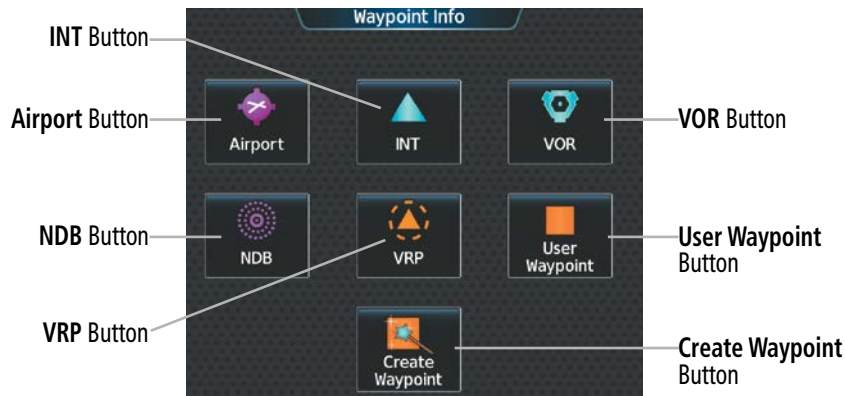 Waypoint Info
INT Button
Airport Button
VOR Button
Airport
INT
VOR
NDB Button
User Waypoint
Button
NDB
VRP
User
Waypoint
VRP Button
Create Waypoint
Button
Create
Waypoint